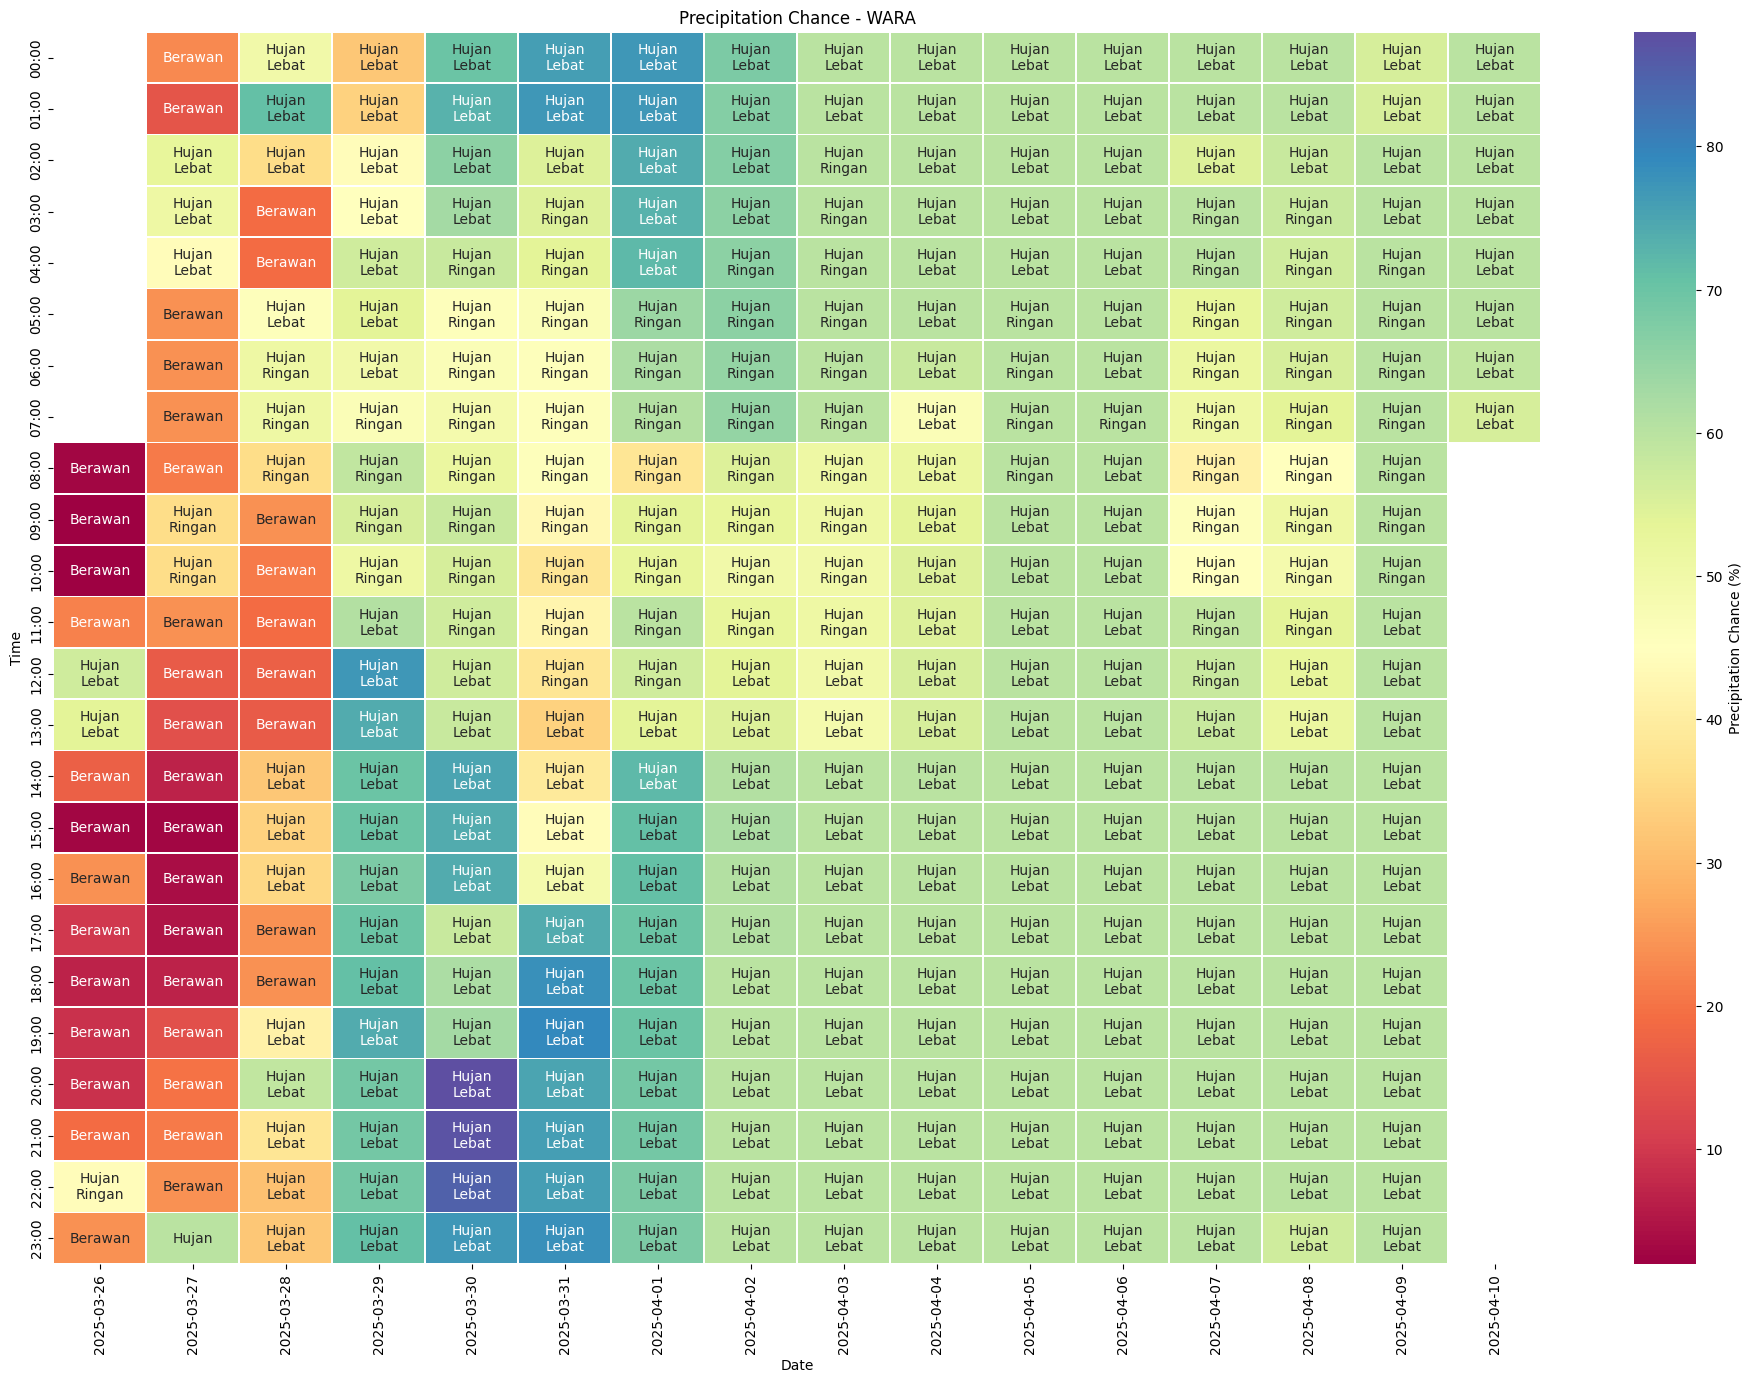 Precipitation Chance - WARA
Time
00:00 Berawan Hujan Lebat Hujan Lebat Hujan Lebat Hujan Lebat Hujan Lebat Hujan Lebat Hujan Lebat Hujan Lebat Hujan Lebat Hujan Lebat Hujan Lebat Hujan Lebat Hujan Lebat Hujan Lebat
01:00 Berawan Hujan Lebat Hujan Lebat Hujan Lebat Hujan Lebat Hujan Lebat Hujan Lebat Hujan Lebat Hujan Lebat Hujan Lebat Hujan Lebat Hujan Lebat Hujan Lebat Hujan Lebat Hujan Lebat
02:00 Hujan Lebat Hujan Lebat Hujan Lebat Hujan Lebat Hujan Lebat Hujan Lebat Hujan Lebat Hujan Ringan Hujan Lebat Hujan Lebat Hujan Lebat Hujan Lebat Hujan Lebat Hujan Lebat Hujan Lebat
03:00 Hujan Lebat Berawan Hujan Lebat Hujan Lebat Hujan Ringan Hujan Lebat Hujan Lebat Hujan Ringan Hujan Lebat Hujan Lebat Hujan Lebat Hujan Ringan Hujan Ringan Hujan Lebat Hujan Lebat
04:00 Hujan Lebat Berawan Hujan Lebat Hujan Ringan Hujan Ringan Hujan Lebat Hujan Ringan Hujan Ringan Hujan Lebat Hujan Lebat Hujan Lebat Hujan Ringan Hujan Ringan Hujan Ringan Hujan Lebat
05:00 Berawan Hujan Lebat Hujan Lebat Hujan Ringan Hujan Ringan Hujan Ringan Hujan Ringan Hujan Ringan Hujan Lebat Hujan Ringan Hujan Lebat Hujan Ringan Hujan Ringan Hujan Ringan Hujan Lebat
06:00 Berawan Hujan Ringan Hujan Lebat Hujan Ringan Hujan Ringan Hujan Ringan Hujan Ringan Hujan Ringan Hujan Lebat Hujan Ringan Hujan Lebat Hujan Ringan Hujan Ringan Hujan Ringan Hujan Lebat
07:00 Berawan Hujan Ringan Hujan Ringan Hujan Ringan Hujan Ringan Hujan Ringan Hujan Ringan Hujan Ringan Hujan Lebat Hujan Ringan Hujan Ringan Hujan Ringan Hujan Ringan Hujan Ringan Hujan Lebat
08:00 Berawan Berawan Hujan Ringan Hujan Ringan Hujan Ringan Hujan Ringan Hujan Ringan Hujan Ringan Hujan Ringan Hujan Lebat Hujan Ringan Hujan Lebat Hujan Ringan Hujan Ringan Hujan Ringan
09:00 Berawan Hujan Ringan Berawan Hujan Ringan Hujan Ringan Hujan Ringan Hujan Ringan Hujan Ringan Hujan Ringan Hujan Lebat Hujan Lebat Hujan Lebat Hujan Ringan Hujan Ringan Hujan Ringan
10:00 Berawan Hujan Ringan Berawan Hujan Ringan Hujan Ringan Hujan Ringan Hujan Ringan Hujan Ringan Hujan Ringan Hujan Lebat Hujan Lebat Hujan Lebat Hujan Ringan Hujan Ringan Hujan Ringan
11:00 Berawan Berawan Berawan Hujan Lebat Hujan Ringan Hujan Ringan Hujan Ringan Hujan Ringan Hujan Ringan Hujan Lebat Hujan Lebat Hujan Lebat Hujan Ringan Hujan Ringan Hujan Lebat
12:00 Hujan Lebat Berawan Berawan Hujan Lebat Hujan Lebat Hujan Ringan Hujan Ringan Hujan Lebat Hujan Lebat Hujan Lebat Hujan Lebat Hujan Lebat Hujan Ringan Hujan Lebat Hujan Lebat
13:00 Hujan Lebat Berawan Berawan Hujan Lebat Hujan Lebat Hujan Lebat Hujan Lebat Hujan Lebat Hujan Lebat Hujan Lebat Hujan Lebat Hujan Lebat Hujan Lebat Hujan Lebat Hujan Lebat
14:00 Berawan Berawan Hujan Lebat Hujan Lebat Hujan Lebat Hujan Lebat Hujan Lebat Hujan Lebat Hujan Lebat Hujan Lebat Hujan Lebat Hujan Lebat Hujan Lebat Hujan Lebat Hujan Lebat
15:00 Berawan Berawan Hujan Lebat Hujan Lebat Hujan Lebat Hujan Lebat Hujan Lebat Hujan Lebat Hujan Lebat Hujan Lebat Hujan Lebat Hujan Lebat Hujan Lebat Hujan Lebat Hujan Lebat
16:00 Berawan Berawan Hujan Lebat Hujan Lebat Hujan Lebat Hujan Lebat Hujan Lebat Hujan Lebat Hujan Lebat Hujan Lebat Hujan Lebat Hujan Lebat Hujan Lebat Hujan Lebat Hujan Lebat
17:00 Berawan Berawan Berawan Hujan Lebat Hujan Lebat Hujan Lebat Hujan Lebat Hujan Lebat Hujan Lebat Hujan Lebat Hujan Lebat Hujan Lebat Hujan Lebat Hujan Lebat Hujan Lebat
18:00 Berawan Berawan Berawan Hujan Lebat Hujan Lebat Hujan Lebat Hujan Lebat Hujan Lebat Hujan Lebat Hujan Lebat Hujan Lebat Hujan Lebat Hujan Lebat Hujan Lebat Hujan Lebat
19:00 Berawan Berawan Hujan Lebat Hujan Lebat Hujan Lebat Hujan Lebat Hujan Lebat Hujan Lebat Hujan Lebat Hujan Lebat Hujan Lebat Hujan Lebat Hujan Lebat Hujan Lebat Hujan Lebat
20:00 Berawan Berawan Hujan Lebat Hujan Lebat Hujan Lebat Hujan Lebat Hujan Lebat Hujan Lebat Hujan Lebat Hujan Lebat Hujan Lebat Hujan Lebat Hujan Lebat Hujan Lebat Hujan Lebat
21:00 Berawan Berawan Hujan Lebat Hujan Lebat Hujan Lebat Hujan Lebat Hujan Lebat Hujan Lebat Hujan Lebat Hujan Lebat Hujan Lebat Hujan Lebat Hujan Lebat Hujan Lebat Hujan Lebat
22:00 Hujan Ringan Berawan Hujan Lebat Hujan Lebat Hujan Lebat Hujan Lebat Hujan Lebat Hujan Lebat Hujan Lebat Hujan Lebat Hujan Lebat Hujan Lebat Hujan Lebat Hujan Lebat Hujan Lebat
23:00 Berawan Hujan Hujan Lebat Hujan Lebat Hujan Lebat Hujan Lebat Hujan Lebat Hujan Lebat Hujan Lebat Hujan Lebat Hujan Lebat Hujan Lebat Hujan Lebat Hujan Lebat Hujan Lebat
2025-03-26 2025-03-27 2025-03-28 2025-03-29 2025-03-30 2025-03-31 2025-04-01 2025-04-02 2025-04-03 2025-04-04 2025-04-05 2025-04-06 2025-04-07 2025-04-08 2025-04-09 2025-04-10
Date
80
70
60
50
40
30
20
10
Precipitation Chance (%)